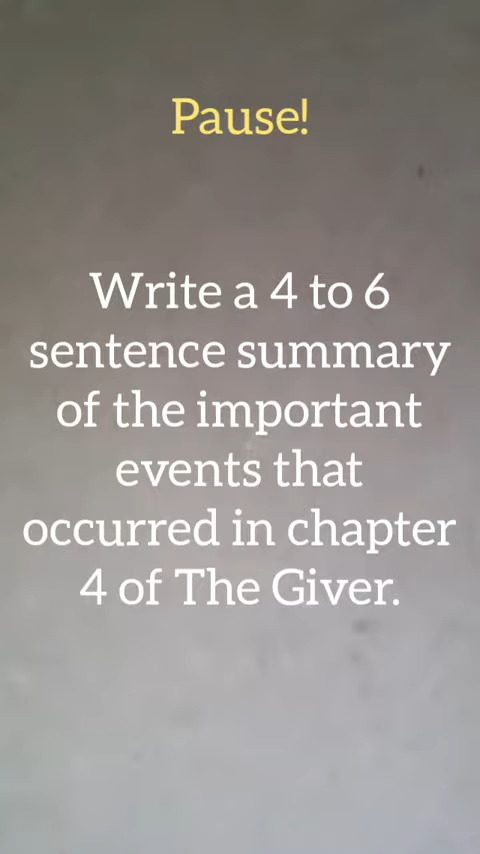 Pause!
Write a 4 to 6
sentence summary
of the important
events that
occurred in chapter
4 of The Giver.